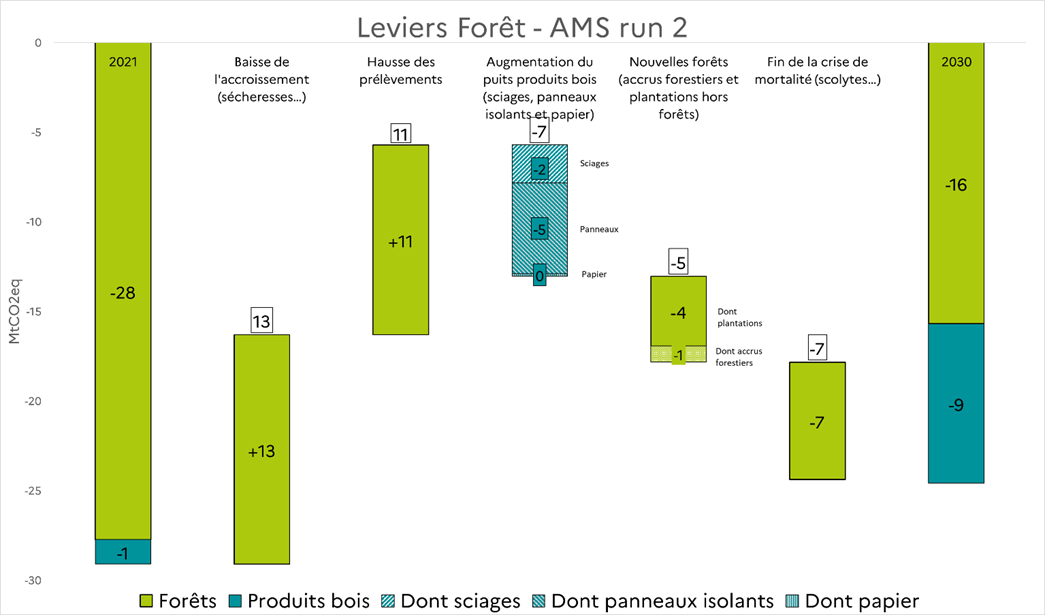 Leviers Forêt - AMS run 2
0
-5
-10
-15
-20
-25
-30
MtCO2eq
2021
-28
-1
Baisse de
l'accroissement
(sécheresses…)
13
+13
Hausse des
prélèvements
11
+11
Augmentation du
puits produits bois
(sciages, panneaux
isolants et papier)
-7
-2
Sciages
-5
Panneaux
0
Papier
Nouvelles forêts
(accrus forestiers et
plantations hors
forêts)
-5
-4
Dont
plantations
-1
Dont accrus
forestiers
Fin de la crise de
mortalité (scolytes…)
-7
-7
2030
-16
-9
Forêts Produits bois Dont sciages Dont panneaux isolants Dont papier